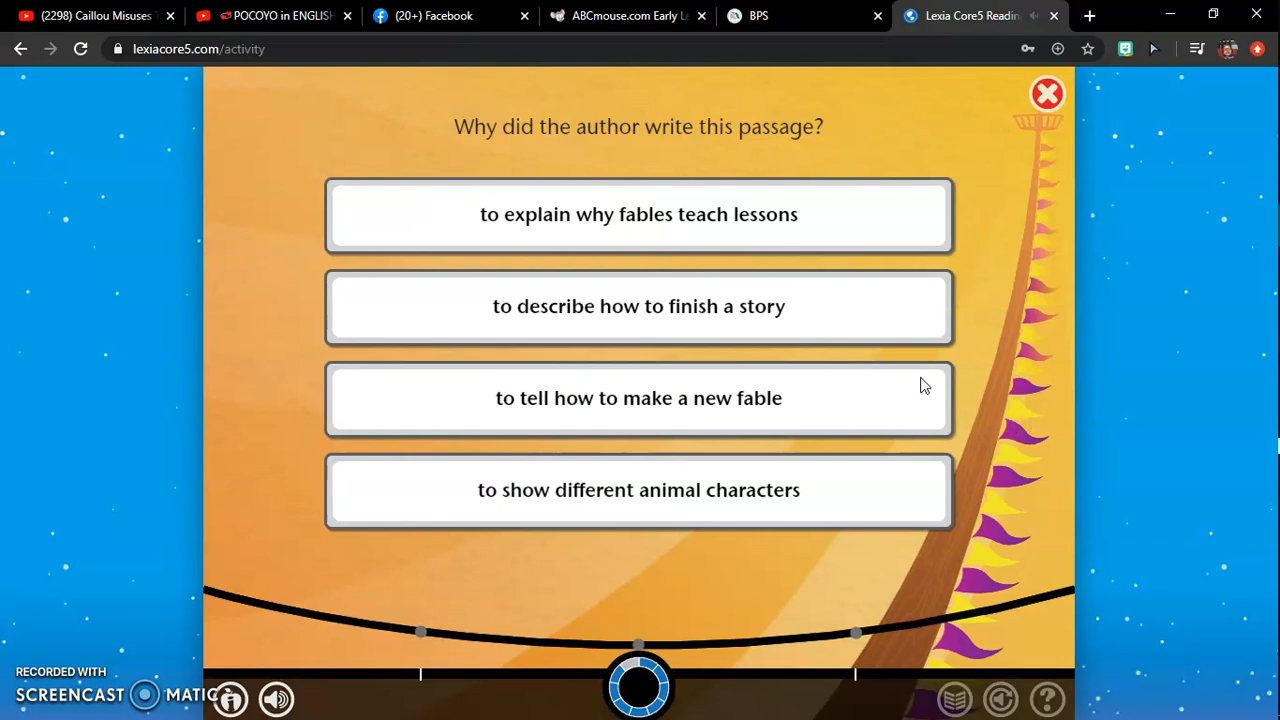 (2298) Caillou Misuses T
POCOYO in ENGLISH
(20+) Facebook
ABCmouse.com Early Le
BPS
Lexia Core5 Readin
lexiacore5.com/activity
Why did the author write this passage?
to explain why fables teach lessons
to describe how to finish a story
to tell how to make a new fable
to show different animal characters
RECORDED WITH
SCREENCAST MATIC
?